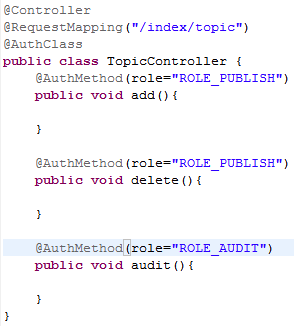 @Controller
@RequestMapping("/index/topic")
@AuthClass
public class TopicController {
    @AuthMethod(role="ROLE_PUBLISH")
    public void add(){

    }

    @AuthMethod(role="ROLE_PUBLISH")
    public void delete(){

    }

    @AuthMethod(role="ROLE_AUDIT")
    public void audit(){

    }
}